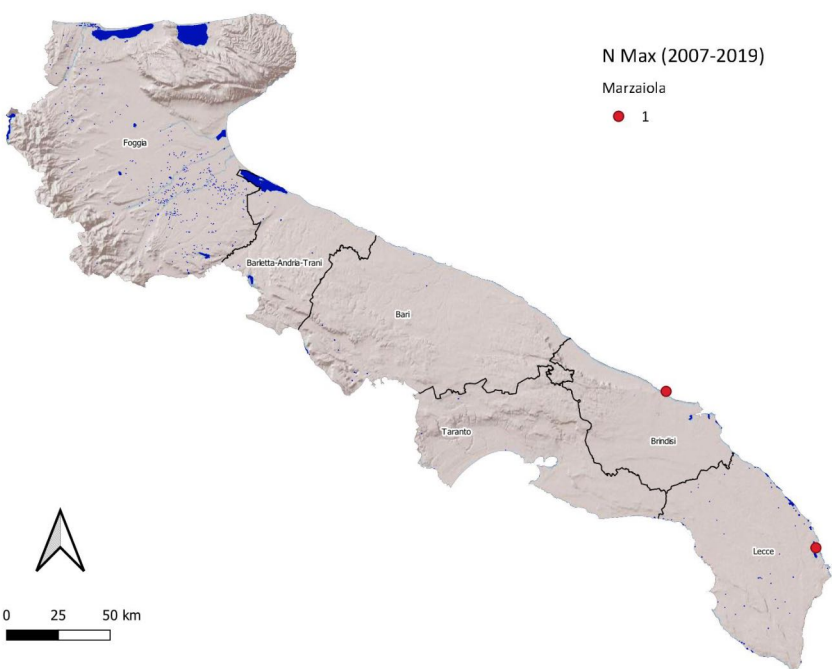 N Max (2007-2019)
Marzaiola
1
Foggia
Barletta-Andria-Trani
Bari
Taranto
Brindisi
Lecce
0 25 50 km